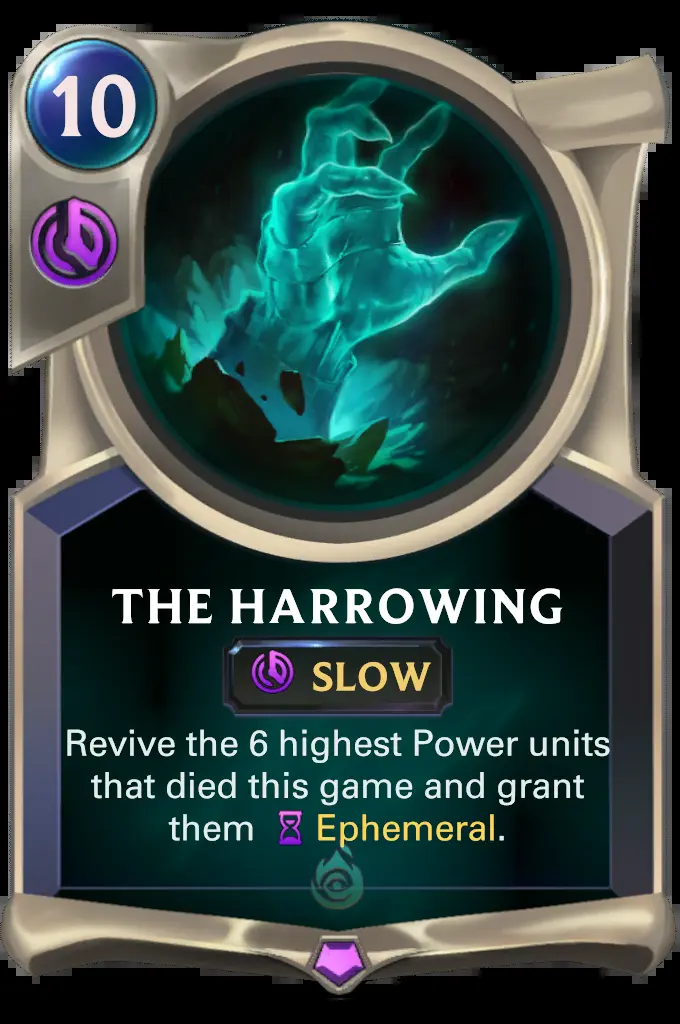 10
THE HARROWING
SLOW
Revive the 6 highest Power units
that died this game and grant
them Ephemeral.